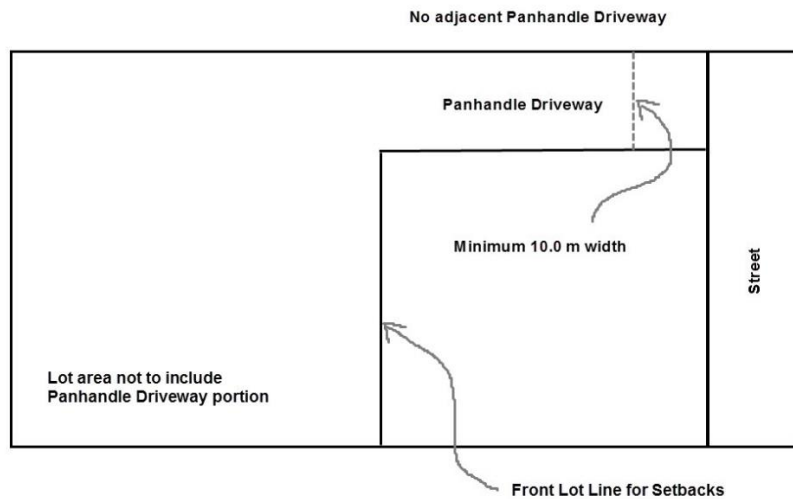 No adjacent Panhandle Driveway
Panhandle Driveway
Minimum 10.0 m width
Street
Lot area not to include
Panhandle Driveway portion
Front Lot Line for Setbacks